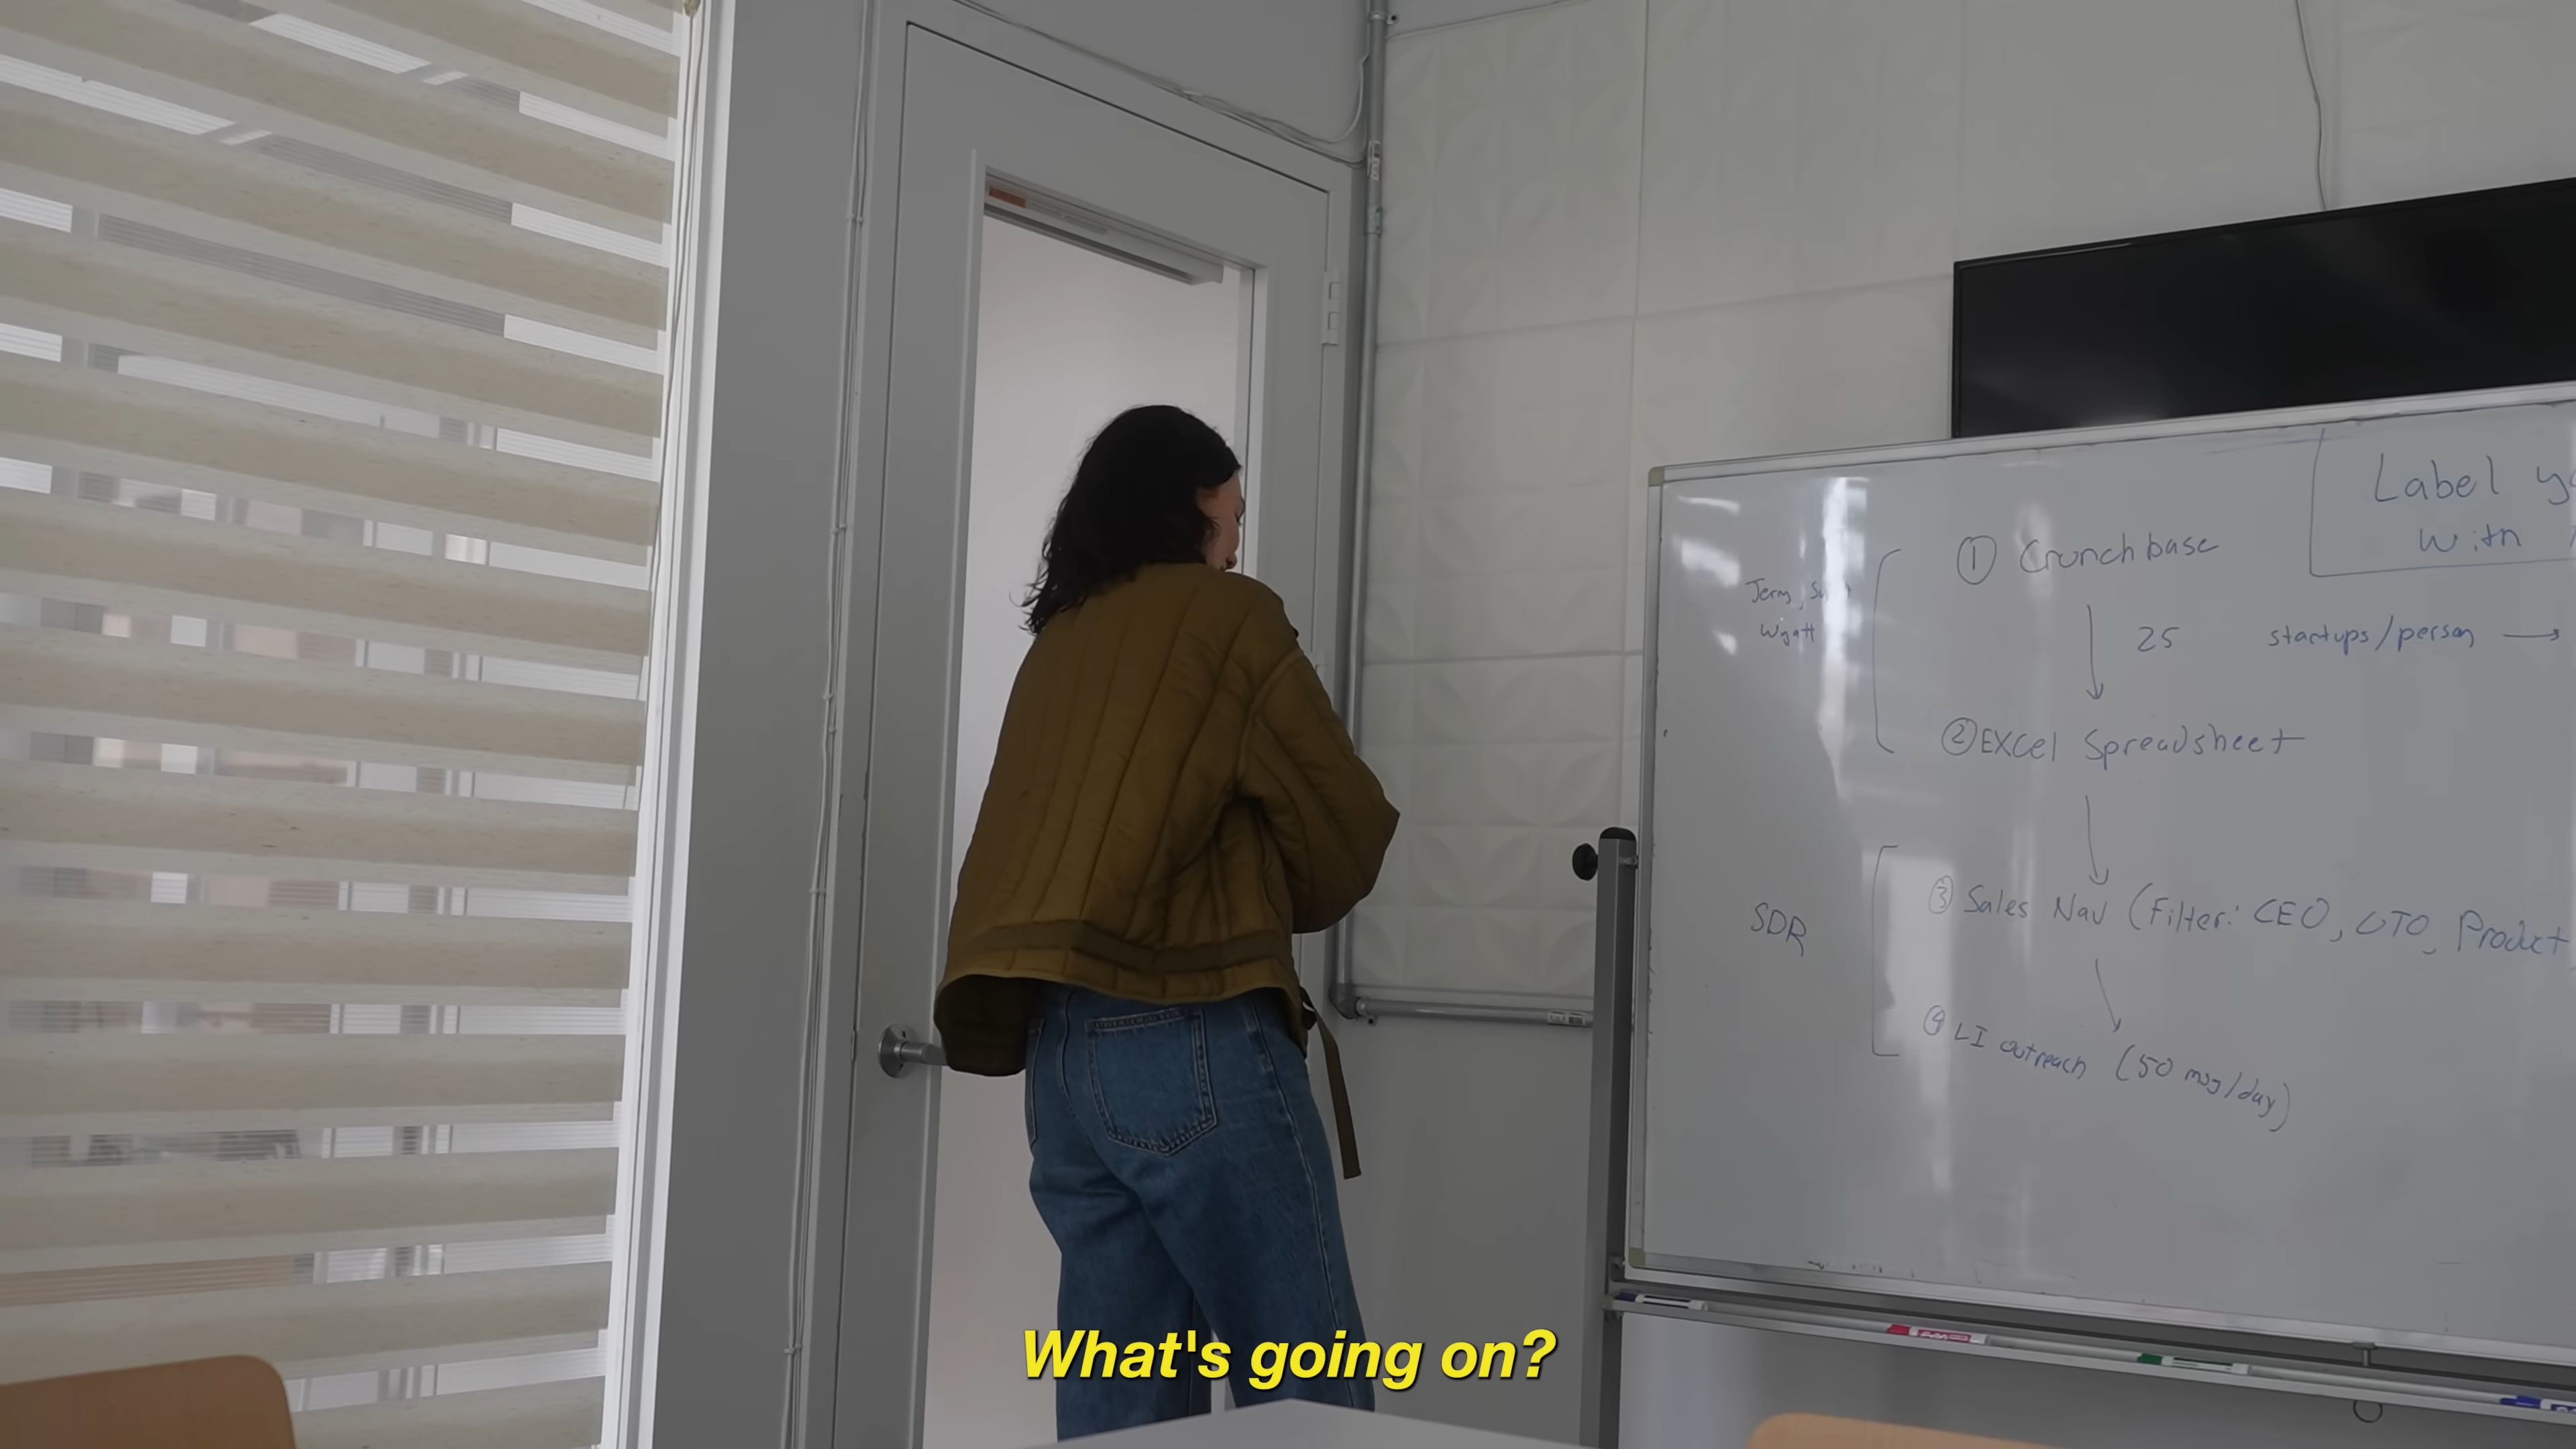 Label
with
① Crunchbase
Wyatt
25 startups/person →
② Excel Spreadsheet
SDR
③ Sales Nav (Filter: CEO, CTO, Product
④ LI outreach (50 msg/day)
What's going on?